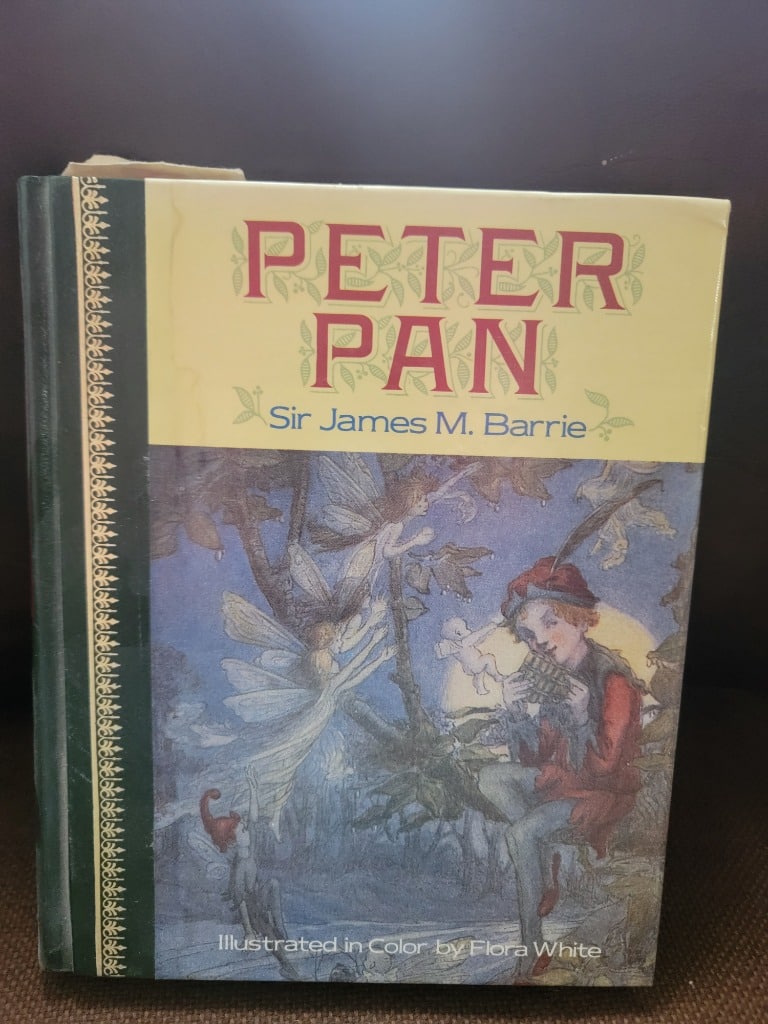 PETER
PAN
Sir James M. Barrie
Illustrated in Color by Flora White